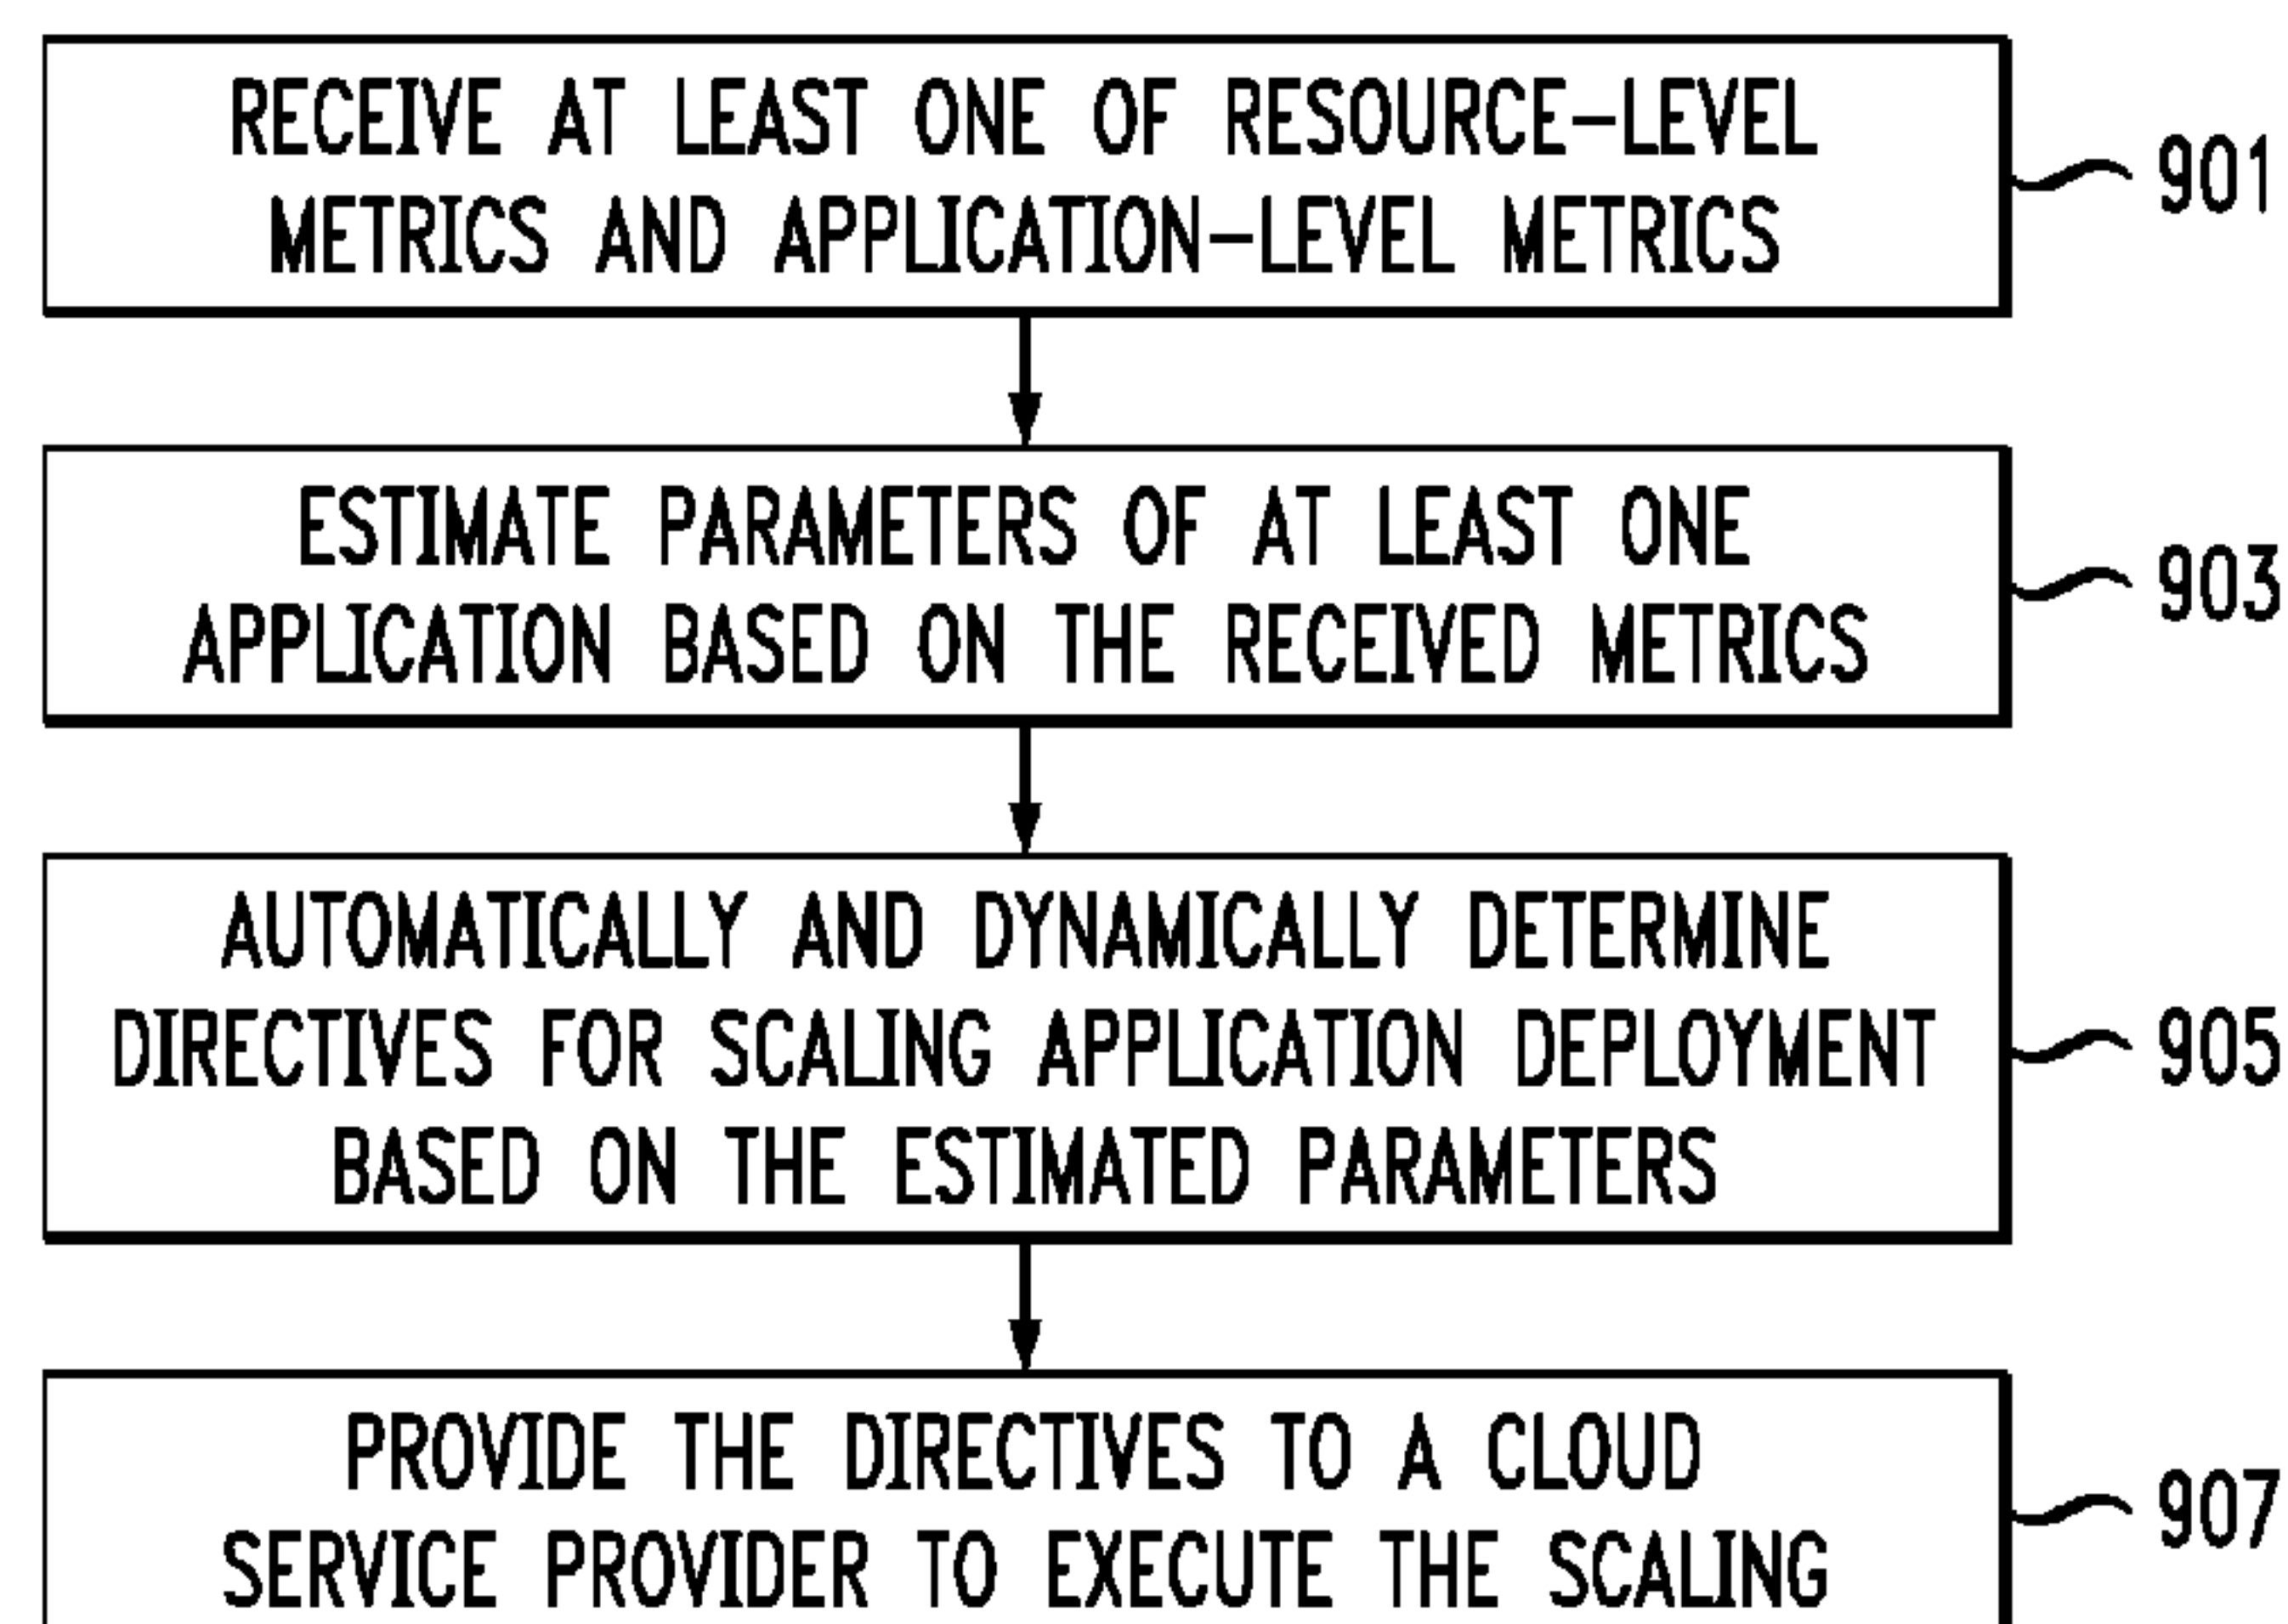 RECEIVE AT LEAST ONE OF RESOURCE-LEVEL
METRICS AND APPLICATION-LEVEL METRICS
901
ESTIMATE PARAMETERS OF AT LEAST ONE
APPLICATION BASED ON THE RECEIVED METRICS
903
AUTOMATICALLY AND DYNAMICALLY DETERMINE
DIRECTIVES FOR SCALING APPLICATION DEPLOYMENT
BASED ON THE ESTIMATED PARAMETERS
905
PROVIDE THE DIRECTIVES TO A CLOUD
SERVICE PROVIDER TO EXECUTE THE SCALING
907